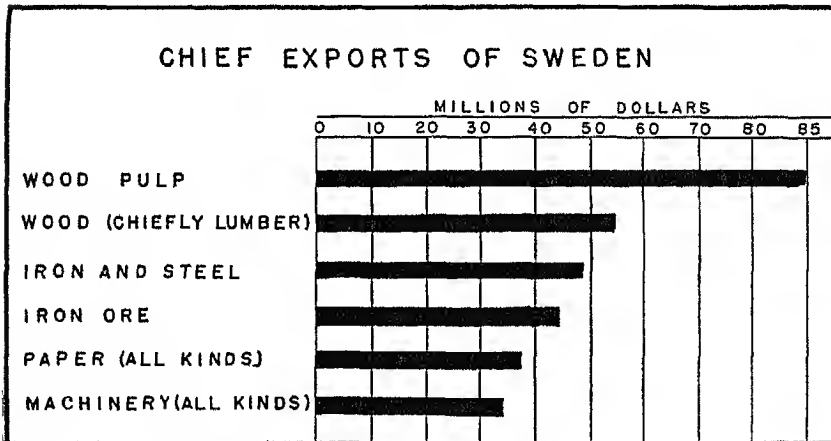 CHIEF EXPORTS OF SWEDEN
MILLIONS OF DOLLARS
0 10 20 30 40 50 60 70 80 85
WOOD PULP
WOOD (CHIEFLY LUMBER)
IRON AND STEEL
IRON ORE
PAPER (ALL KINDS)
MACHINERY (ALL KINDS)